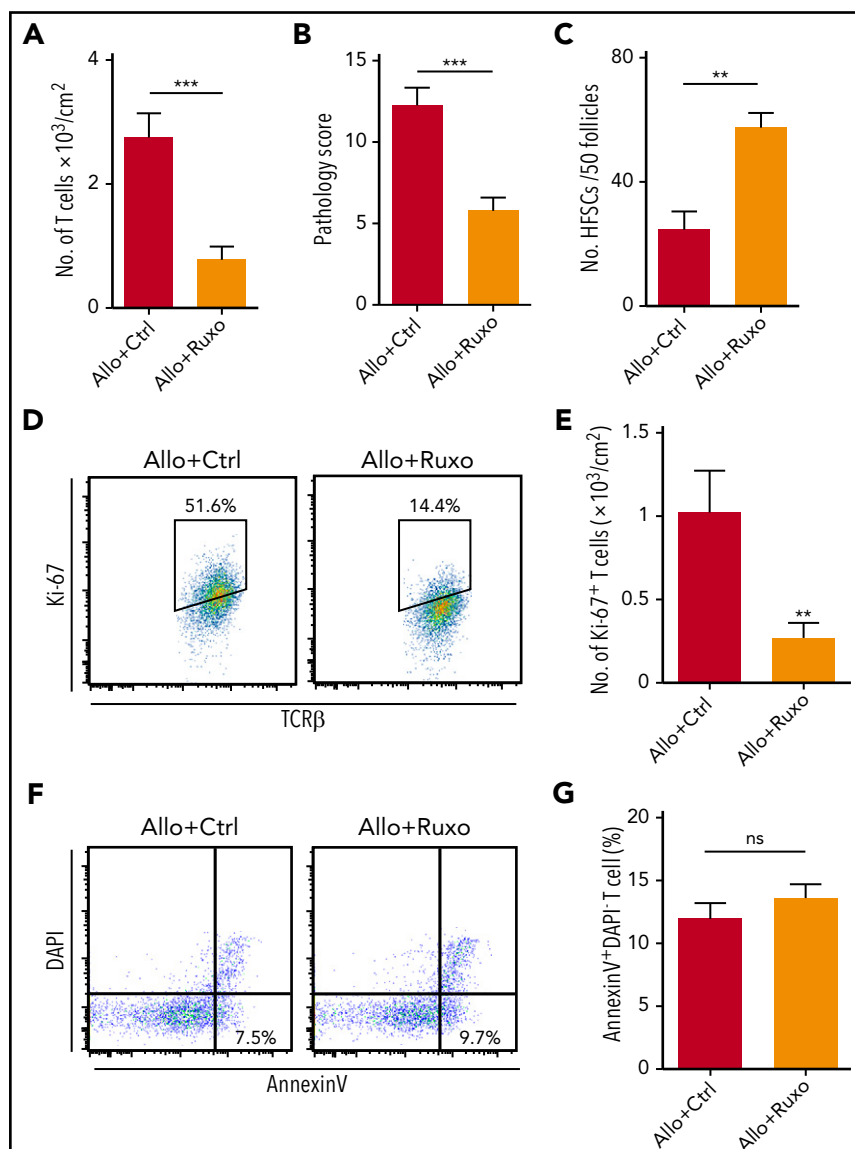 A
No. of T cells ×10³/cm²
4
2
0
***
Allo+Ctrl
Allo+Ruxo
B
Pathology score
15
10
5
0
***
Allo+Ctrl
Allo+Ruxo
C
No. HFSCs /50 follicles
80
40
0
**
Allo+Ctrl
Allo+Ruxo
D
Allo+Ctrl
Allo+Ruxo
51.6%
14.4%
Ki-67
TCRβ
E
No. of Ki-67⁺ T cells (×10³/cm²)
1.5
1
0.5
0
**
Allo+Ctrl
Allo+Ruxo
F
Allo+Ctrl
Allo+Ruxo
DAPI
7.5%
9.7%
AnnexinV
G
AnnexinV⁺DAPI⁻ T cell (%)
20
15
10
5
0
ns
Allo+Ctrl
Allo+Ruxo